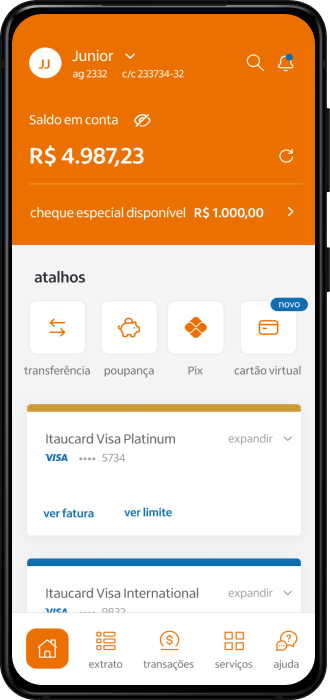 JJ
Junior
ag 2332 c/c 233734-32
Saldo em conta
R$ 4.987,23
cheque especial disponível R$ 1.000,00
atalhos
novo
transferência poupança Pix cartão virtual
Itaucard Visa Platinum expandir
VISA •••• 5734
ver fatura ver limite
Itaucard Visa International expandir
VISA •••• 9832
extrato transações serviços ajuda